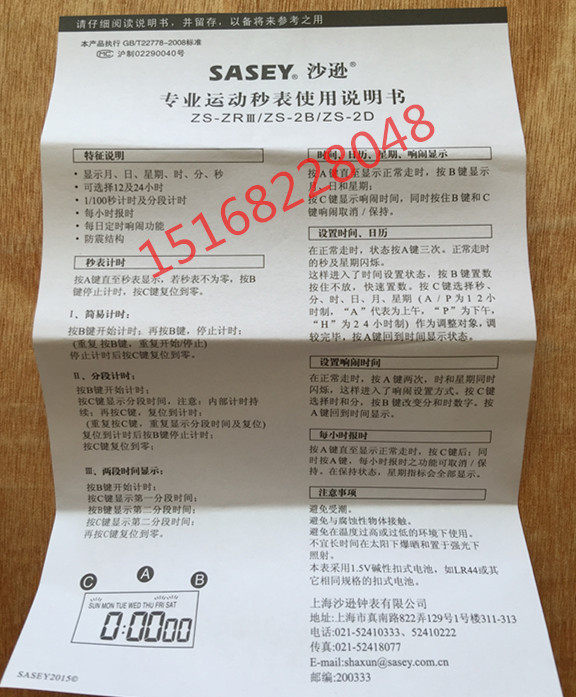 请仔细阅读说明书，并留存，以备将来参考之用
本产品执行 GB/T22778-2008标准
MC 沪制02290040号
SASEY® 沙逊®
专业运动秒表使用说明书
ZS-ZRⅢ/ZS-2B/ZS-2D
15168228048
特征说明
· 显示月、日、星期、时、分、秒
· 可选择12及24小时
· 1/100秒计时及分段计时
· 每小时报时
· 每日定时响闹功能
· 防震结构
秒表计时
按A键直至秒表显示，若秒表不为零，按B
键停止计时，按C键复位到零。
Ⅰ、简易计时：
按B键开始计时；再按B键，停止计时；
(重复 按B键，重复开始/停止)
停止计时后按C键复位到零。
Ⅱ、分段计时：
按B键开始计时；
按C键显示分段时间，注意：内部计时持
续；再按C键，复位到计时；
(重复按C键，重复显示分段时间及复位)
复位到计时后按B键停止计时；
按C键复位到零；
Ⅲ、两段时间显示：
按B键开始计时；
按C键显示第一分段时间；
按B键显示第二分段时间；
按C键显示第二分段时间；
再按C键复位到零。
C A B
SUN MON TUE WED THU FRI SAT
0:0000
SASEY2015©
时间、日历、星期、响闹显示
按A键直至显示正常走时，按B键显示
月、日和星期；
按C键显示响闹时间，同时按住B键和C
键响闹取消/保持。
设置时间、日历
在正常走时，状态按A键三次。正常走时
的秒及星期闪烁。
这样进入了时间设置状态，按B键置数
按住不放，快速置数。按C键选择秒、
分、时、日、月、星期（A/P为12小
时制，“A”代表为上午，“P”为下午，
“H”为24小时制）作为调整对象，调
较完毕，按A键回到时间显示状态。
设置响闹时间
在正常走时，按A键两次，时和星期同时
闪烁，这样进入了响闹设置方式。按C键
选择时和分，按B键改变分和时数字。按
A键回到时间显示。
每小时报时
按A键直至显示正常走时，按C键后；同
时按A键、每小时报时之功能可取消/保
持。在保持状态，星期指标会全部显示。
注意事项
避免受潮。
避免与腐蚀性物体接触。
避免在温度过高或过低的环境下使用。
不宜长时间在太阳下爆晒和置于强光下
照射。
本表采用1.5V碱性扣式电池，如LR44或其
它相同规格的扣式电池。
上海沙逊钟表有限公司
地址:上海市真南路822弄129号1号楼311-313
电话:021-52410333、52410222
传真:021-52418077
E-mail:shaxun@sasey.com.cn
邮编:200333